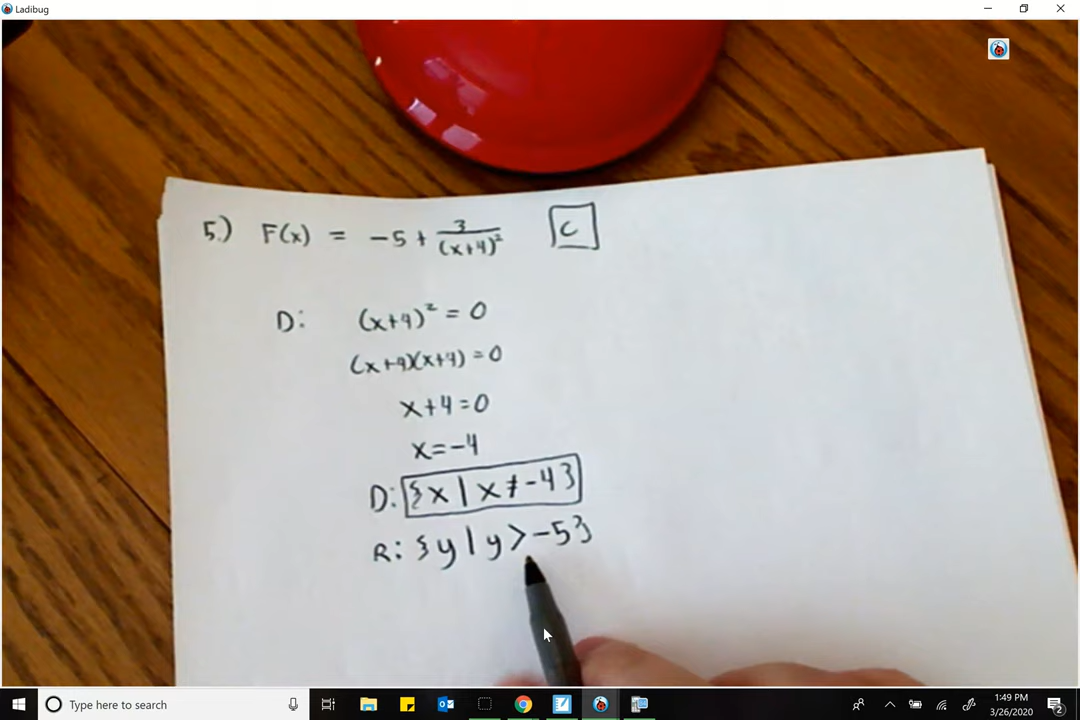 Ladibug
5.) F(x) = -5 + 3/(x+4)² C
D: (x+4)² = 0
(x+4)(x+4) = 0
x+4=0
x=-4
D: {x | x ≠ -4}
R: {y | y > -5}
Type here to search
1:49 PM
3/26/2020
2